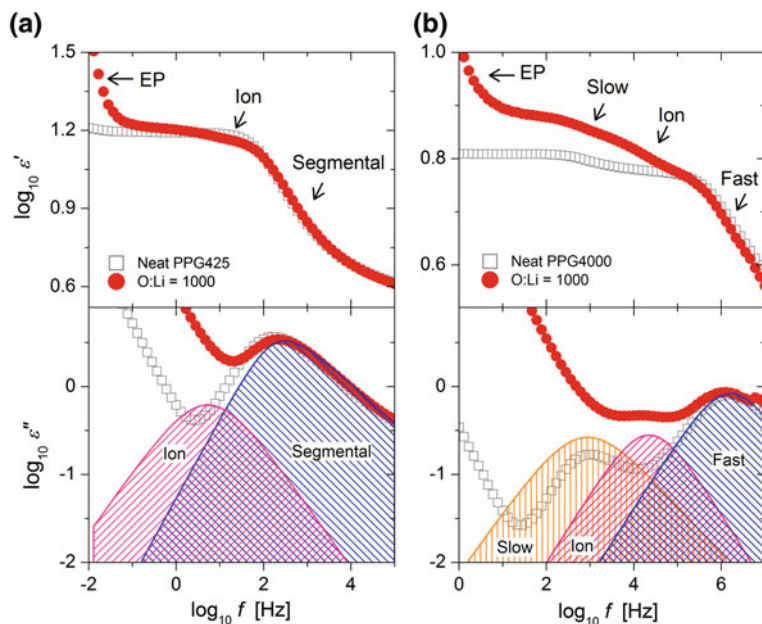 (a)
1.5
1.2
0.9
0.6
log₁₀ ε′
EP
Ion
Segmental
Neat PPG425
O:Li = 1000
0
-1
-2
log₁₀ ε″
Ion
Segmental
-2 0 2 4
log₁₀ f [Hz]
(b)
1.0
0.8
0.6
EP
Slow
Ion
Fast
Neat PPG4000
O:Li = 1000
0
-1
-2
Slow
Ion
Fast
0 2 4 6
log₁₀ f [Hz]